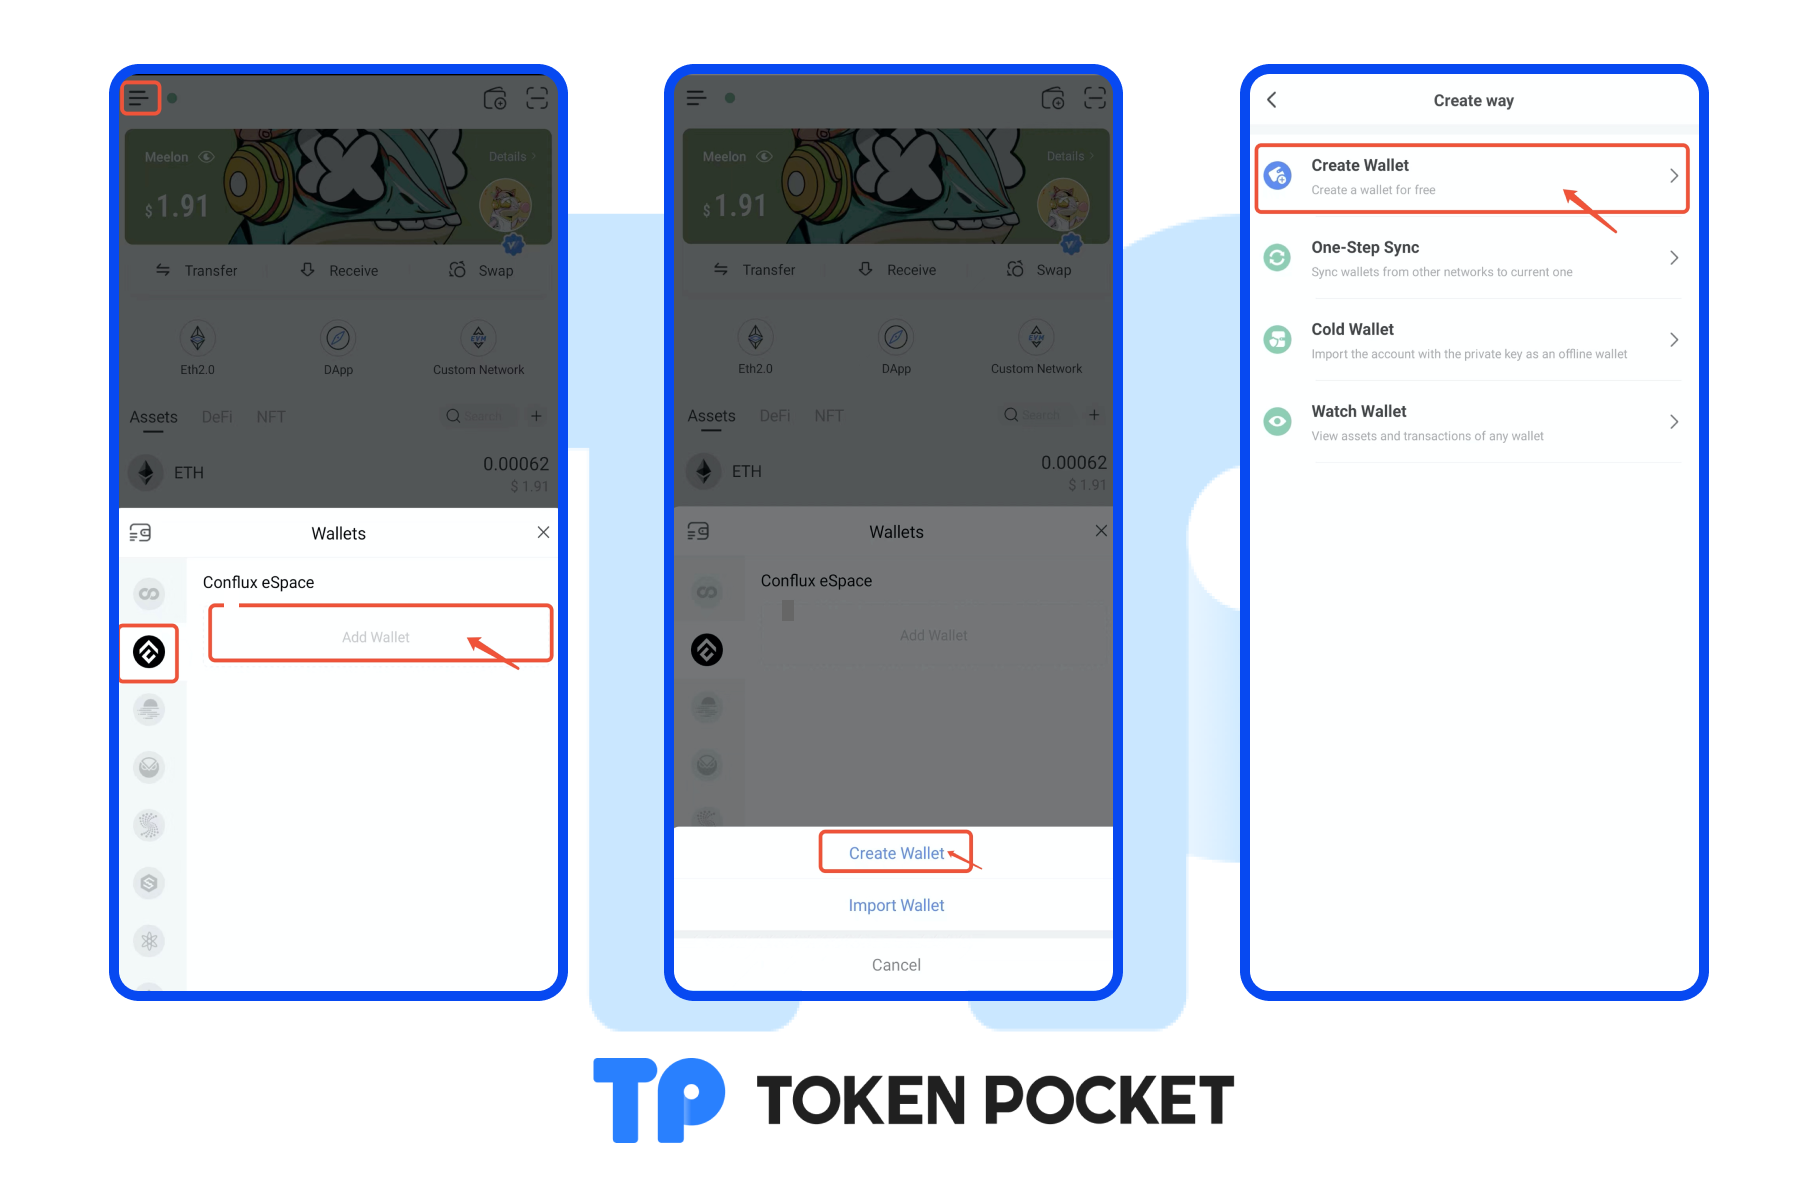 Meelon
Details
$ 1.91
Transfer
Receive
Swap
Eth2.0
DApp
EVM
Custom Network
Assets
DeFi
NFT
Search
ETH
0.00062
$ 1.91
Wallets
Conflux eSpace
Add Wallet
Meelon
Details
$ 1.91
Transfer
Receive
Swap
Eth2.0
DApp
EVM
Custom Network
Assets
DeFi
NFT
Search
ETH
0.00062
$ 1.91
Wallets
Conflux eSpace
Add Wallet
Create Wallet
Import Wallet
Cancel
Create way
Create Wallet
Create a wallet for free
One-Step Sync
Sync wallets from other networks to current one
Cold Wallet
Import the account with the private key as an offline wallet
Watch Wallet
View assets and transactions of any wallet
TP TOKEN POCKET